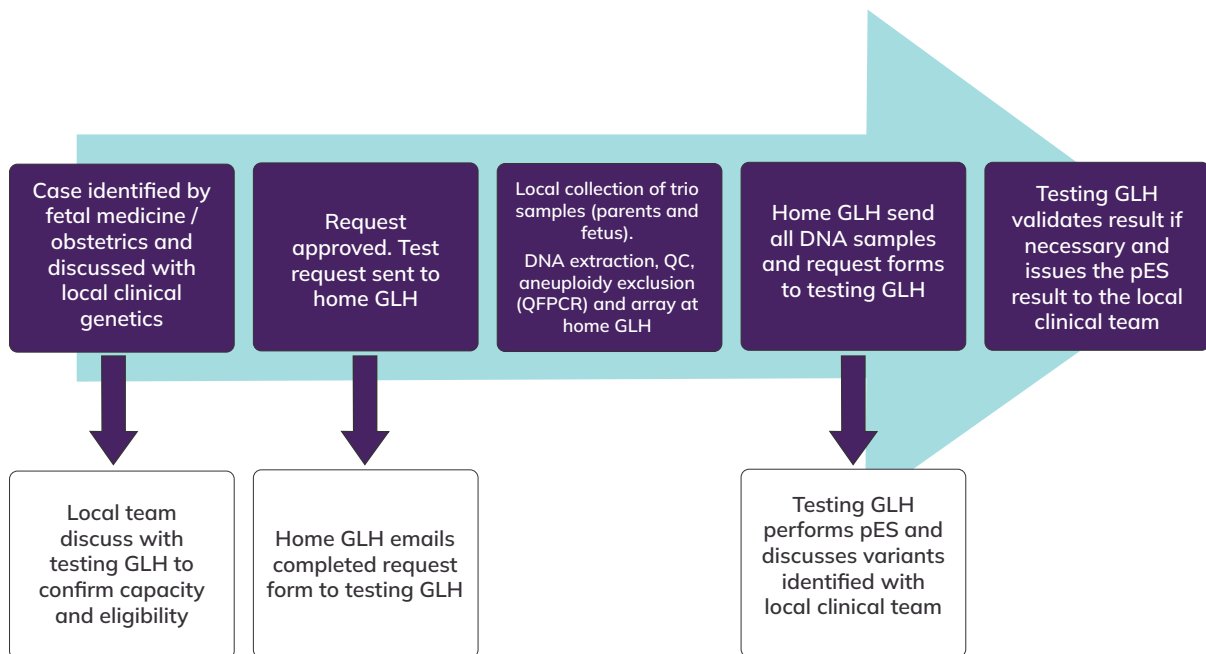 Case identified by
fetal medicine /
obstetrics and
discussed with
local clinical
genetics
Request
approved. Test
request sent to
home GLH
Local collection of trio
samples (parents and
fetus).
DNA extraction, QC,
aneuploidy exclusion
(QFPCR) and array at
home GLH
Home GLH send
all DNA samples
and request forms
to testing GLH
Testing GLH
validates result if
necessary and
issues the pES
result to the local
clinical team
Local team
discuss with
testing GLH to
confirm capacity
and eligibility
Home GLH emails
completed request
form to testing GLH
Testing GLH
performs pES and
discusses variants
identified with
local clinical team